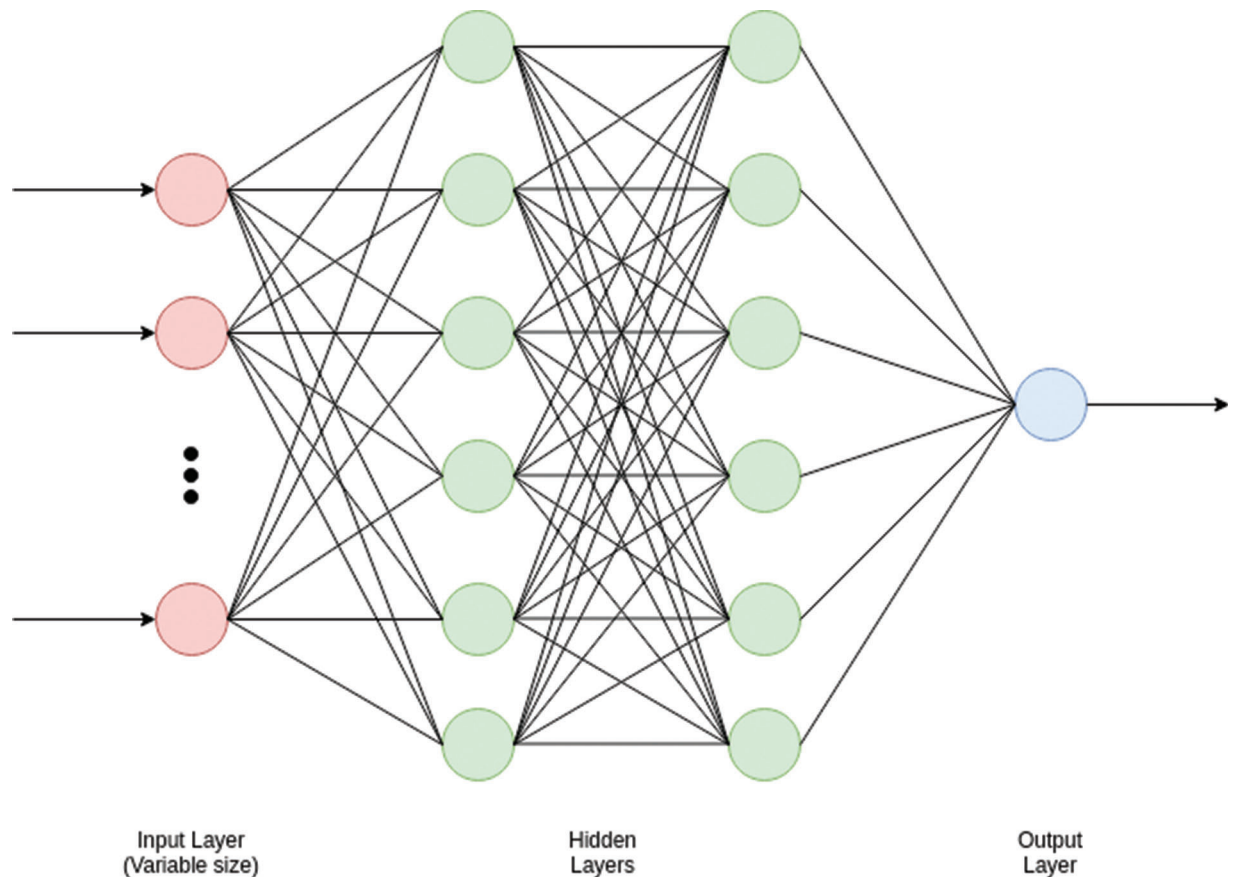 Input Layer
(Variable size)
Hidden
Layers
Output
Layer